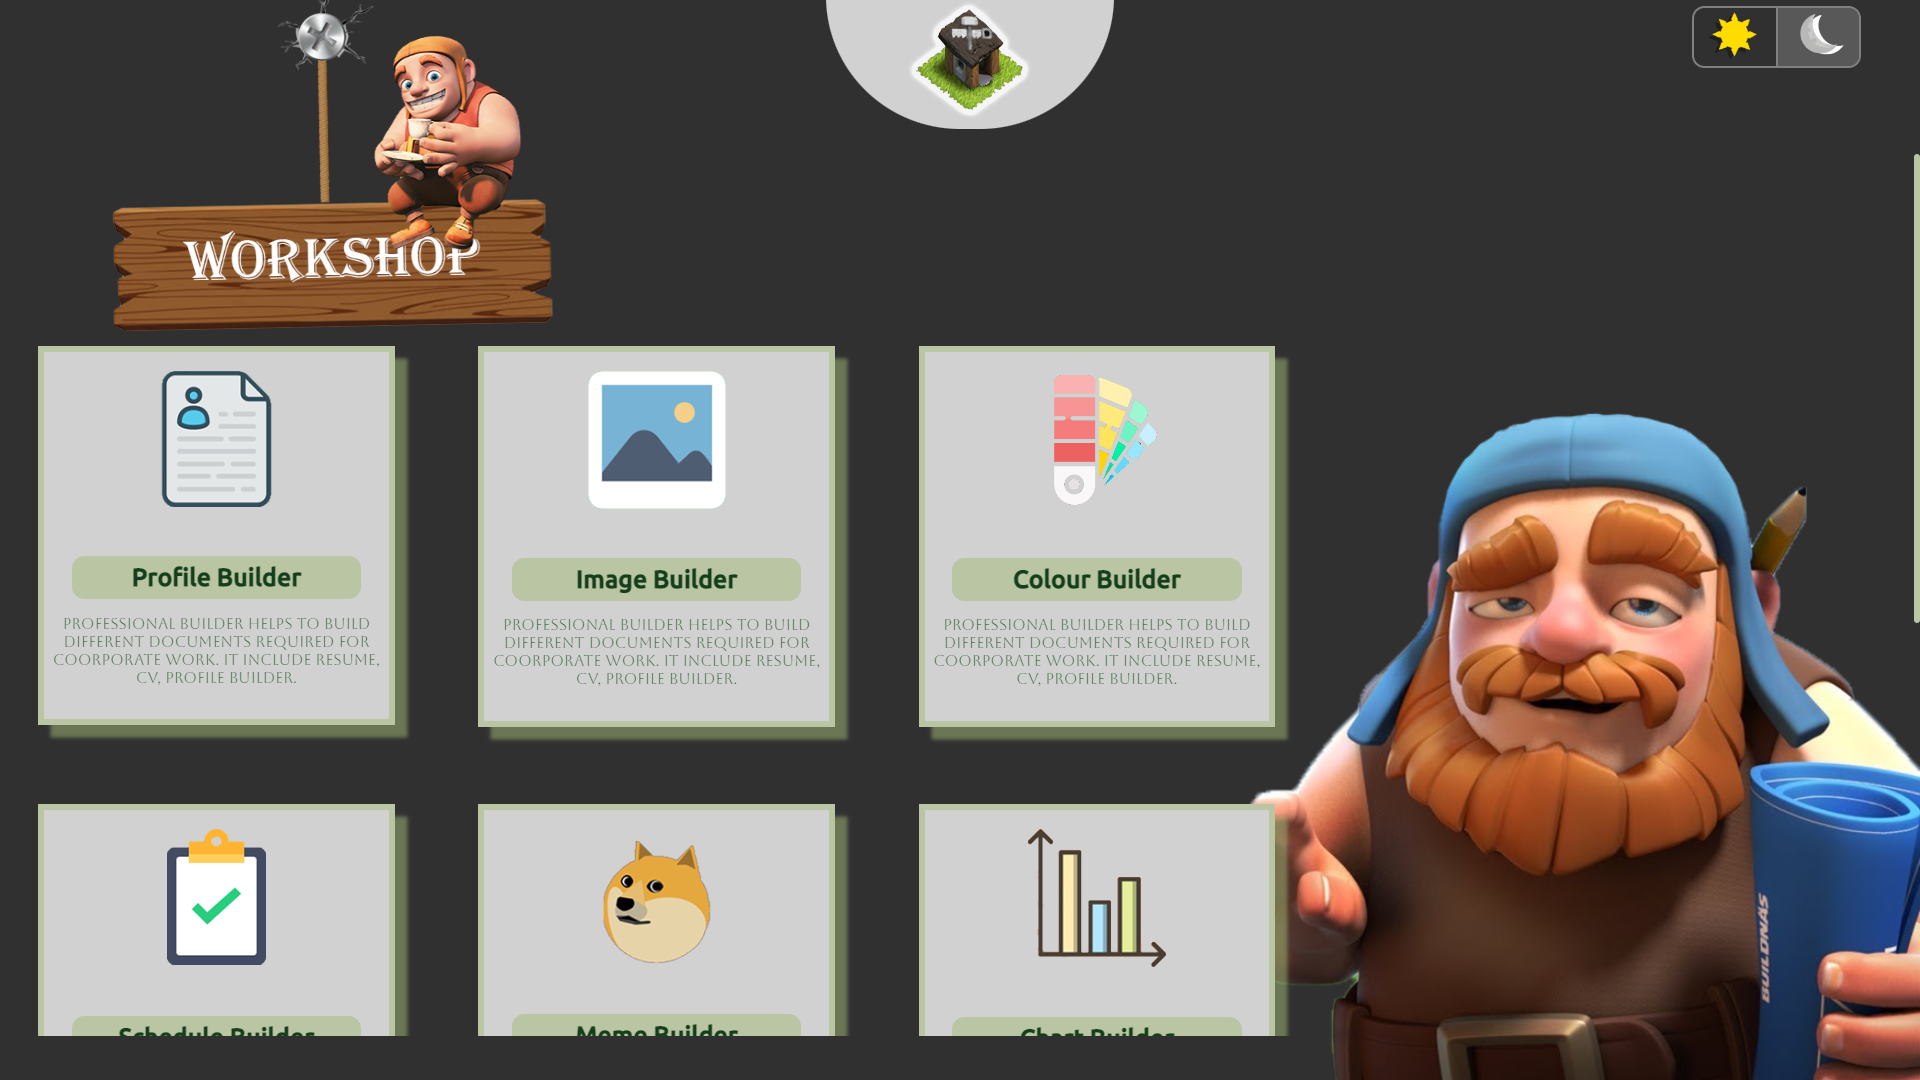 WORKSHOP
Profile Builder
PROFESSIONAL BUILDER HELPS TO BUILD
DIFFERENT DOCUMENTS REQUIRED FOR
COORPORATE WORK. IT INCLUDE RESUME,
CV, PROFILE BUILDER.
Image Builder
PROFESSIONAL BUILDER HELPS TO BUILD
DIFFERENT DOCUMENTS REQUIRED FOR
COORPORATE WORK. IT INCLUDE RESUME,
CV, PROFILE BUILDER.
Colour Builder
PROFESSIONAL BUILDER HELPS TO BUILD
DIFFERENT DOCUMENTS REQUIRED FOR
COORPORATE WORK. IT INCLUDE RESUME,
CV, PROFILE BUILDER.
Schedule Builder
Meme Builder
Chart Builder
BUILDNÄS